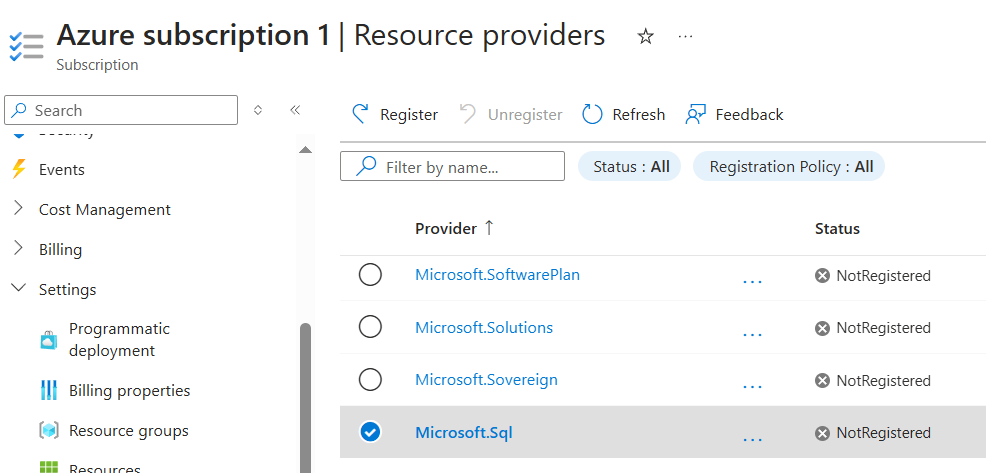 Azure subscription 1 | Resource providers
Subscription
Search
Security
Events
Cost Management
Billing
Settings
Programmatic
deployment
Billing properties
Resource groups
Resources
Register
Unregister
Refresh
Feedback
Filter by name...
Status : All
Registration Policy : All
Provider ↑ Status
Microsoft.SoftwarePlan ... NotRegistered
Microsoft.Solutions ... NotRegistered
Microsoft.Sovereign ... NotRegistered
Microsoft.Sql ... NotRegistered